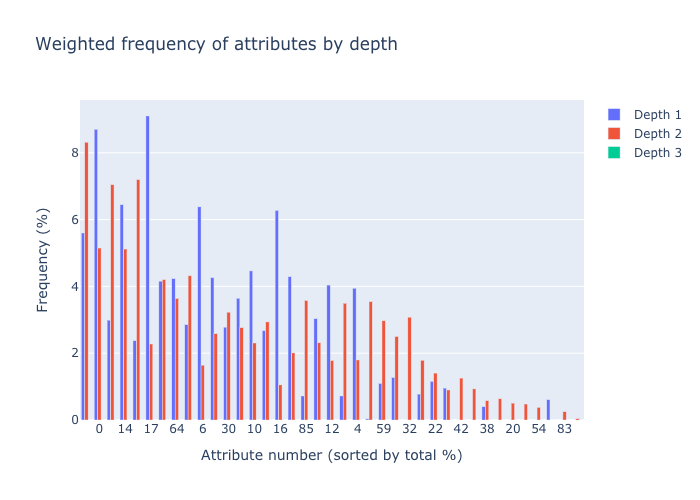 Weighted frequency of attributes by depth
Depth 1
Depth 2
Depth 3
Frequency (%)
8
6
4
2
0
0 14 17 64 6 30 10 16 85 12 4 59 32 22 42 38 20 54 83
Attribute number (sorted by total %)